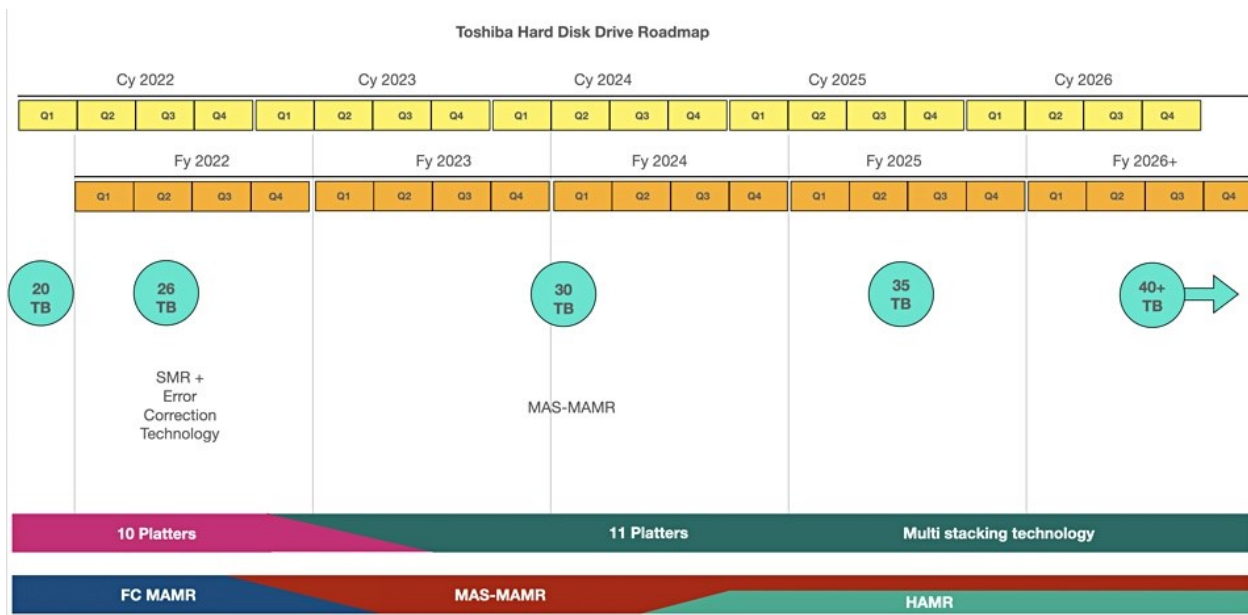 Toshiba Hard Disk Drive Roadmap
Cy 2022 Cy 2023 Cy 2024 Cy 2025 Cy 2026
Q1 Q2 Q3 Q4 Q1 Q2 Q3 Q4 Q1 Q2 Q3 Q4 Q1 Q2 Q3 Q4 Q1 Q2 Q3 Q4
Fy 2022 Fy 2023 Fy 2024 Fy 2025 Fy 2026+
Q1 Q2 Q3 Q4 Q1 Q2 Q3 Q4 Q1 Q2 Q3 Q4 Q1 Q2 Q3 Q4 Q1 Q2 Q3 Q4
20
TB
26
TB
30
TB
35
TB
40+
TB
SMR +
Error
Correction
Technology
MAS-MAMR
10 Platters 11 Platters Multi stacking technology
FC MAMR MAS-MAMR HAMR